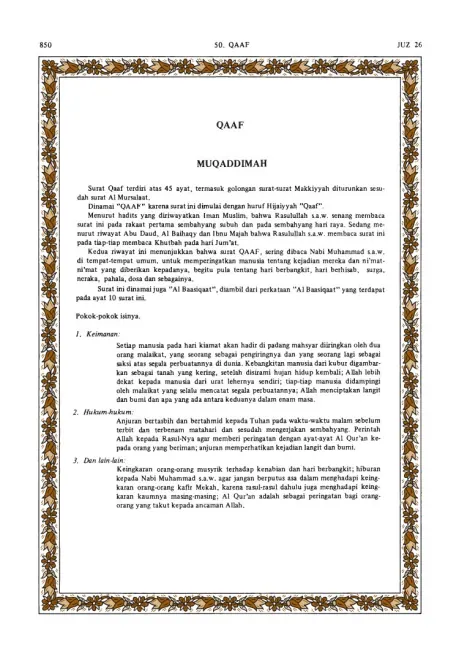 850 50. QAAF JUZ 26
QAAF
MUQADDIMAH
Surat Qaaf terdiri atas 45 ayat, termasuk golongan surat-surat Makkiyyah diturunkan sesu-
dah surat Al Mursalaat.
Dinamai "QAAF" karena surat ini dimulai dengan huruf Hijaiyyah "Qaaf".
Menurut hadits yang diriwayatkan Iman Muslim, bahwa Rasulullah s.a.w. senang membaca
surat ini pada rakaat pertama sembahyang subuh dan pada sembahyang hari raya. Sedang me-
nurut riwayat Abu Daud, Al Baihaqy dan Ibnu Majah bahwa Rasulullah s.a.w. membaca surat ini
pada tiap-tiap membaca Khutbah pada hari Jum'at.
Kedua riwayat ini menunjukkan bahwa surat QAAF, sering dibaca Nabi Muhammad s.a.w.
di tempat-tempat umum, untuk memperingatkan manusia tentang kejadian mereka dan ni'mat-
ni'mat yang diberikan kepadanya, begitu pula tentang hari berbangkit, hari berhisab, surga,
neraka, pahala, dosa dan sebagainya.
Surat ini dinamai juga "Al Baasiqaat", diambil dari perkataan "Al Baasiqaat" yang terdapat
pada ayat 10 surat ini.
Pokok-pokok isinya.
1. Keimanan:
Setiap manusia pada hari kiamat akan hadir di padang mahsyar diiringkan oleh dua
orang malaikat, yang seorang sebagai pengiringnya dan yang seorang lagi sebagai
saksi atas segala perbuatannya di dunia. Kebangkitan manusia dari kubur digambar-
kan sebagai tanah yang kering, setelah disirami hujan hidup kembali; Allah lebih
dekat kepada manusia dari urat lehernya sendiri; tiap-tiap manusia didampingi
oleh malaikat yang selalu mencatat segala perbuatannya; Allah menciptakan langit
dan bumi dan apa yang ada antara keduanya dalam enam masa.
2. Hukum-hukum:
Anjuran bertasbih dan bertahmid kepada Tuhan pada waktu-waktu malam sebelum
terbit dan terbenam matahari dan sesudah mengerjakan sembahyang. Perintah
Allah kepada Rasul-Nya agar memberi peringatan dengan ayat-ayat Al Qur'an ke-
pada orang yang beriman; anjuran memperhatikan kejadian langit dan bumi.
3. Dan lain-lain:
Keingkaran orang-orang musyrik terhadap kenabian dan hari berbangkit; hiburan
kepada Nabi Muhammad s.a.w. agar jangan berputus asa dalam menghadapi keing-
karan orang-orang kafir Mekah, karena rasul-rasul dahulu juga menghadapi keing-
karan kaumnya masing-masing; Al Qur'an adalah sebagai peringatan bagi orang-
orang yang takut kepada ancaman Allah.